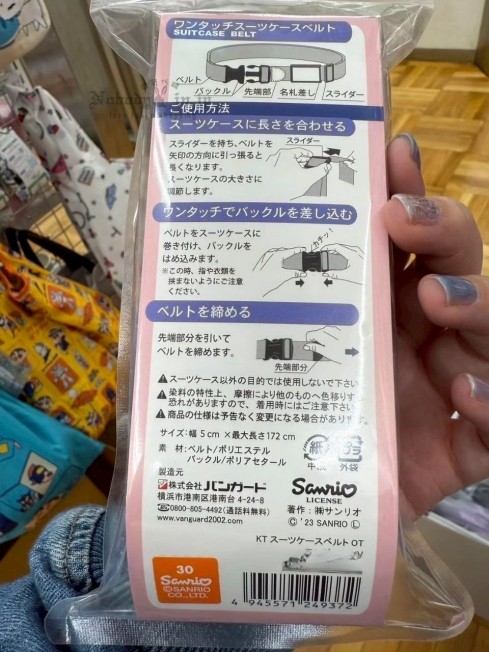 ワンタッチスーツケースベルト
SUITCASE BELT
ベルト
バックル 先端部 名札差し スライダー
ご使用方法
スーツケースに長さを合わせる
スライダーを持ち、ベルトを
矢印の方向に引っ張ると
長くなります。
スーツケースの大きさに
調節します。
スライダー
ワンタッチでバックルを差し込む
ベルトをスーツケースに
巻き付け、バックルを
はめ込みます。
※この時、指や衣類を
挟まないようにご注意
ください。
カチッ!
ベルトを締める
先端部分を引いて
ベルトを締めます。
先端部分
▲スーツケース以外の目的では使用しないで下さい
▲染料の特性上、摩擦により他のものへ色移りす
恐れがありますので、着用時にはご注意下さ
▲商品の仕様は予告なく変更になる場合があり
サイズ:幅 5 cm × 最大長さ172 cm
素 材:ベルト/ポリエステル
バックル/ポリアセタール
紙 プラ
外袋
製造元
株式会社 バンガード
横浜市港南区港南台 4-24-8
0800-805-4492(通話料無料)
www.vanguard2002.com
Sanrio
LICENSE
著作:㈱サンリオ
© '23 SANRIO Ⓛ
KT スーツケースベルト OT
30
Sanrio
©SANRIO
CO.,LTD.
4 945571 249372